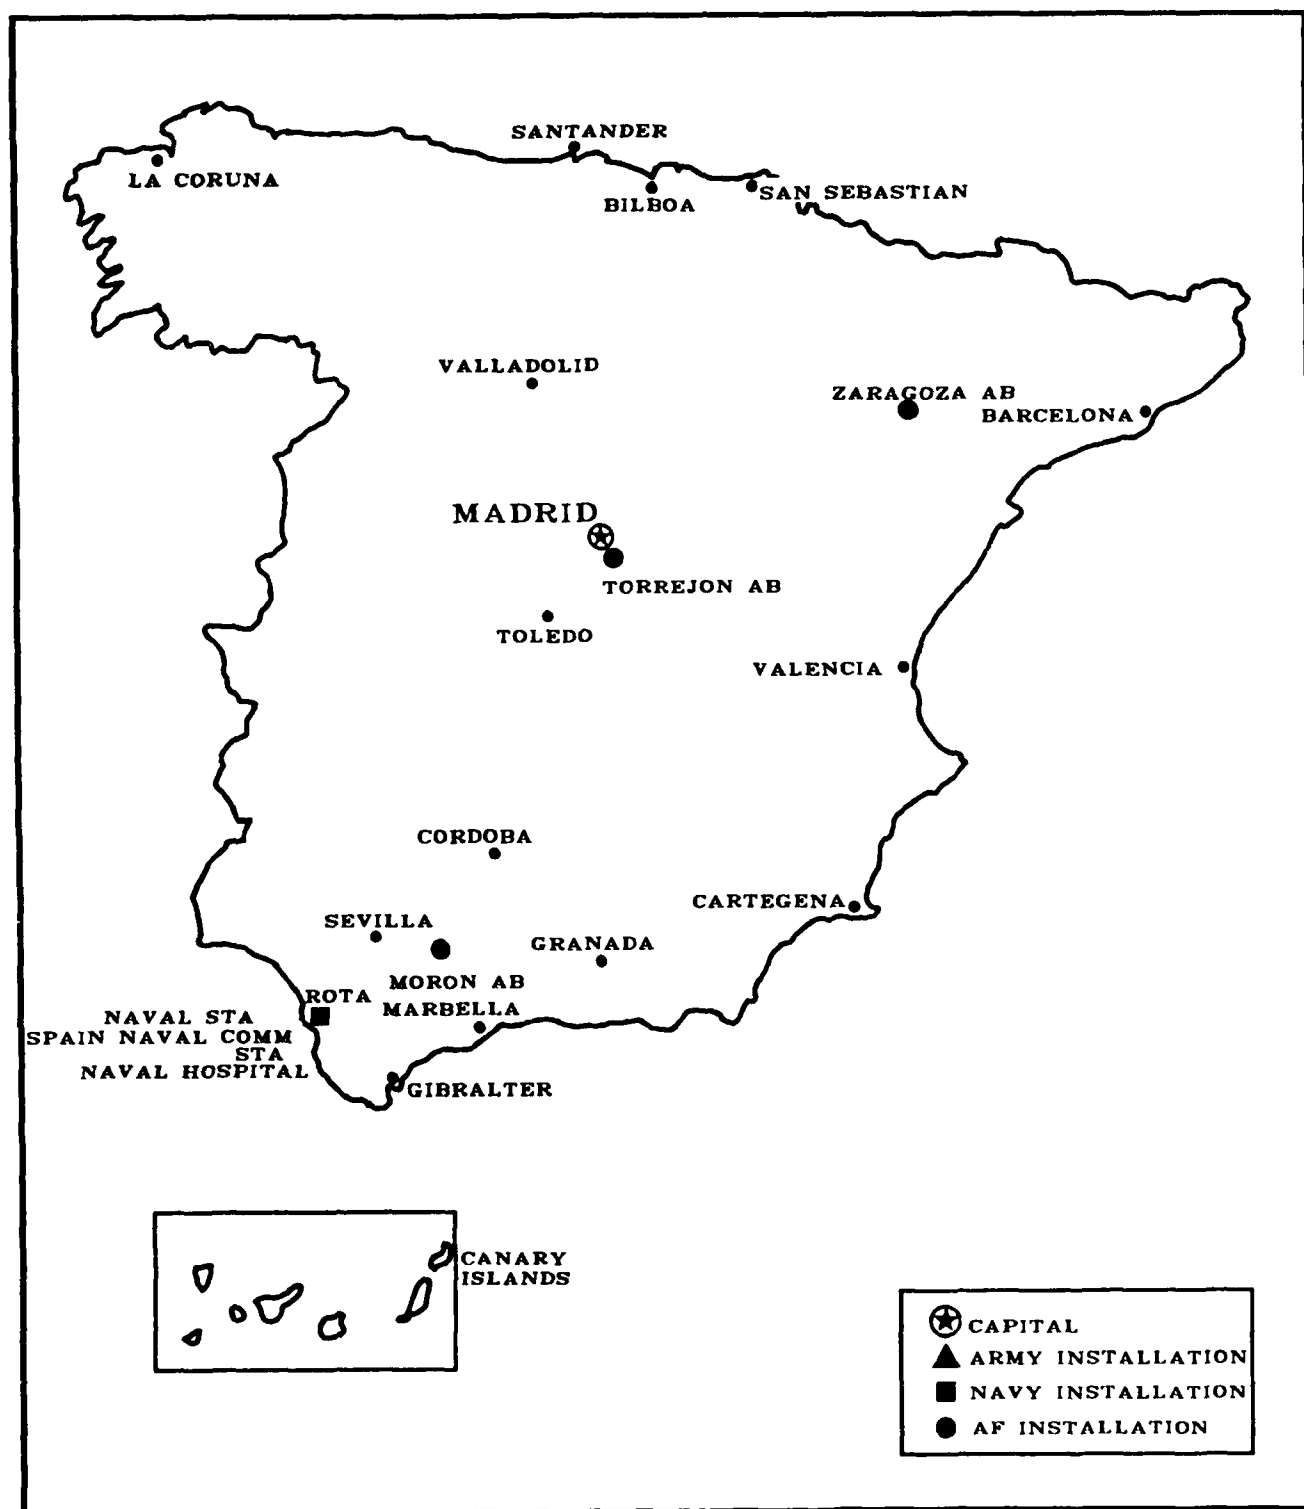 SANTANDER
LA CORUNA
BILBOA
SAN SEBASTIAN
VALLADOLID
ZARAGOZA AB
BARCELONA
MADRID
TORREJON AB
TOLEDO
VALENCIA
CORDOBA
CARTEGENA
SEVILLA
GRANADA
MORON AB
ROTA
MARBELLA
NAVAL STA
SPAIN NAVAL COMM
STA
NAVAL HOSPITAL
GIBRALTER
CANARY
ISLANDS
CAPITAL
ARMY INSTALLATION
NAVY INSTALLATION
AF INSTALLATION